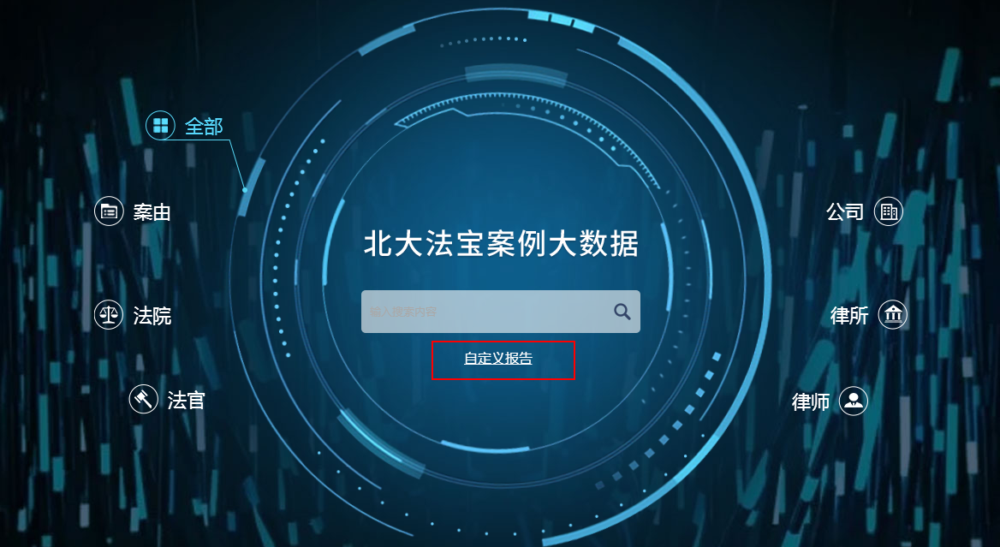 全部
案由
公司
北大法宝案例大数据
输入搜索内容
法院
律所
自定义报告
法官
律师